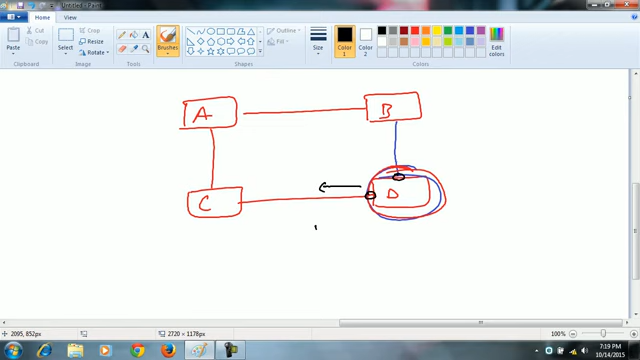 Untitled - Paint
Home View
Paste
Cut
Copy
Clipboard
Select
Crop
Resize
Rotate
Image
Tools
Brushes
Outline
Fill
Shapes
Size
Color 1
Color 2
Edit colors
Colors
A
B
C
D
2095, 852px
2720 × 1178px
100%
7:19 PM
10/14/2015